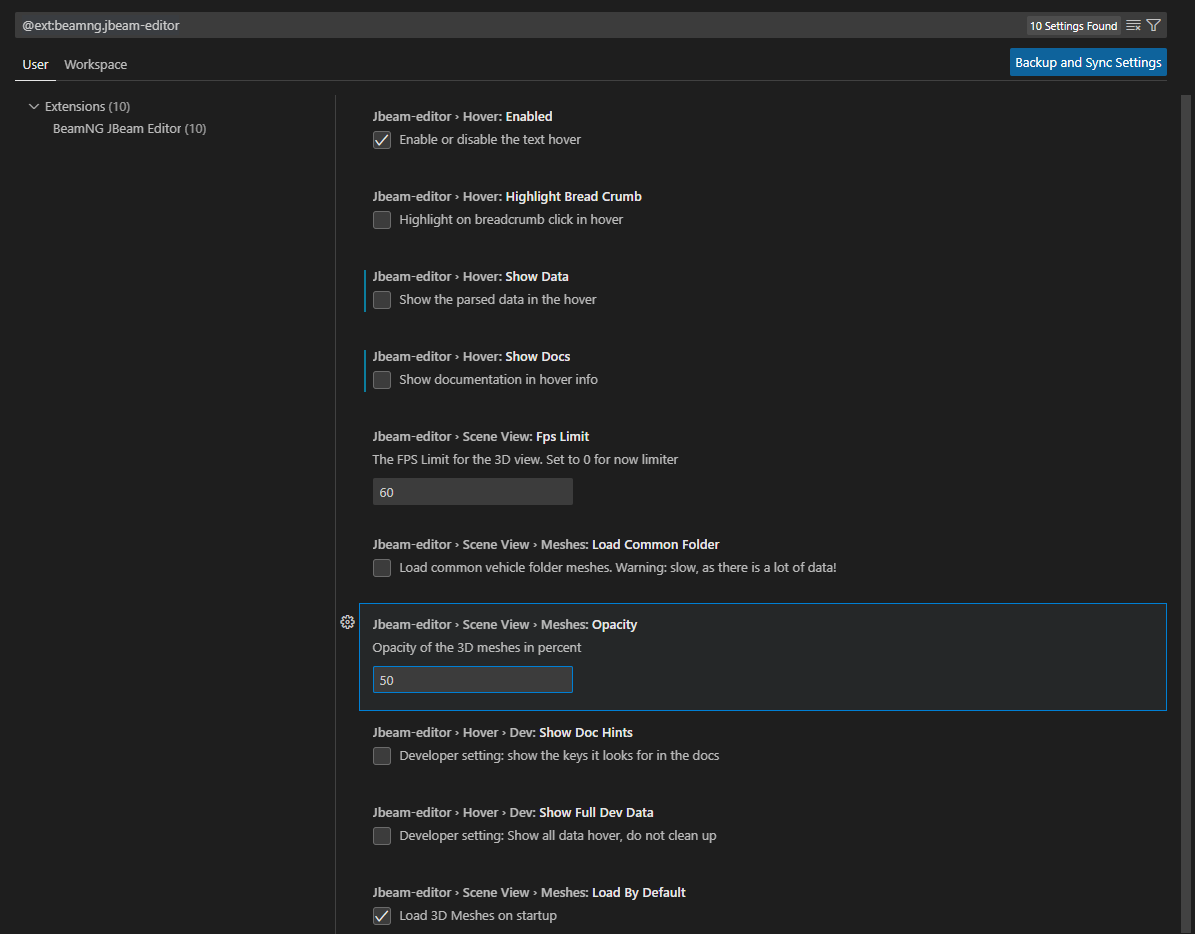 @ext:beamng.jbeam-editor
10 Settings Found
User Workspace
Backup and Sync Settings
Extensions (10)
BeamNG JBeam Editor (10)
Jbeam-editor › Hover: Enabled
Enable or disable the text hover
Jbeam-editor › Hover: Highlight Bread Crumb
Highlight on breadcrumb click in hover
Jbeam-editor › Hover: Show Data
Show the parsed data in the hover
Jbeam-editor › Hover: Show Docs
Show documentation in hover info
Jbeam-editor › Scene View: Fps Limit
The FPS Limit for the 3D view. Set to 0 for now limiter
60
Jbeam-editor › Scene View › Meshes: Load Common Folder
Load common vehicle folder meshes. Warning: slow, as there is a lot of data!
Jbeam-editor › Scene View › Meshes: Opacity
Opacity of the 3D meshes in percent
50
Jbeam-editor › Hover › Dev: Show Doc Hints
Developer setting: show the keys it looks for in the docs
Jbeam-editor › Hover › Dev: Show Full Dev Data
Developer setting: Show all data hover, do not clean up
Jbeam-editor › Scene View › Meshes: Load By Default
Load 3D Meshes on startup